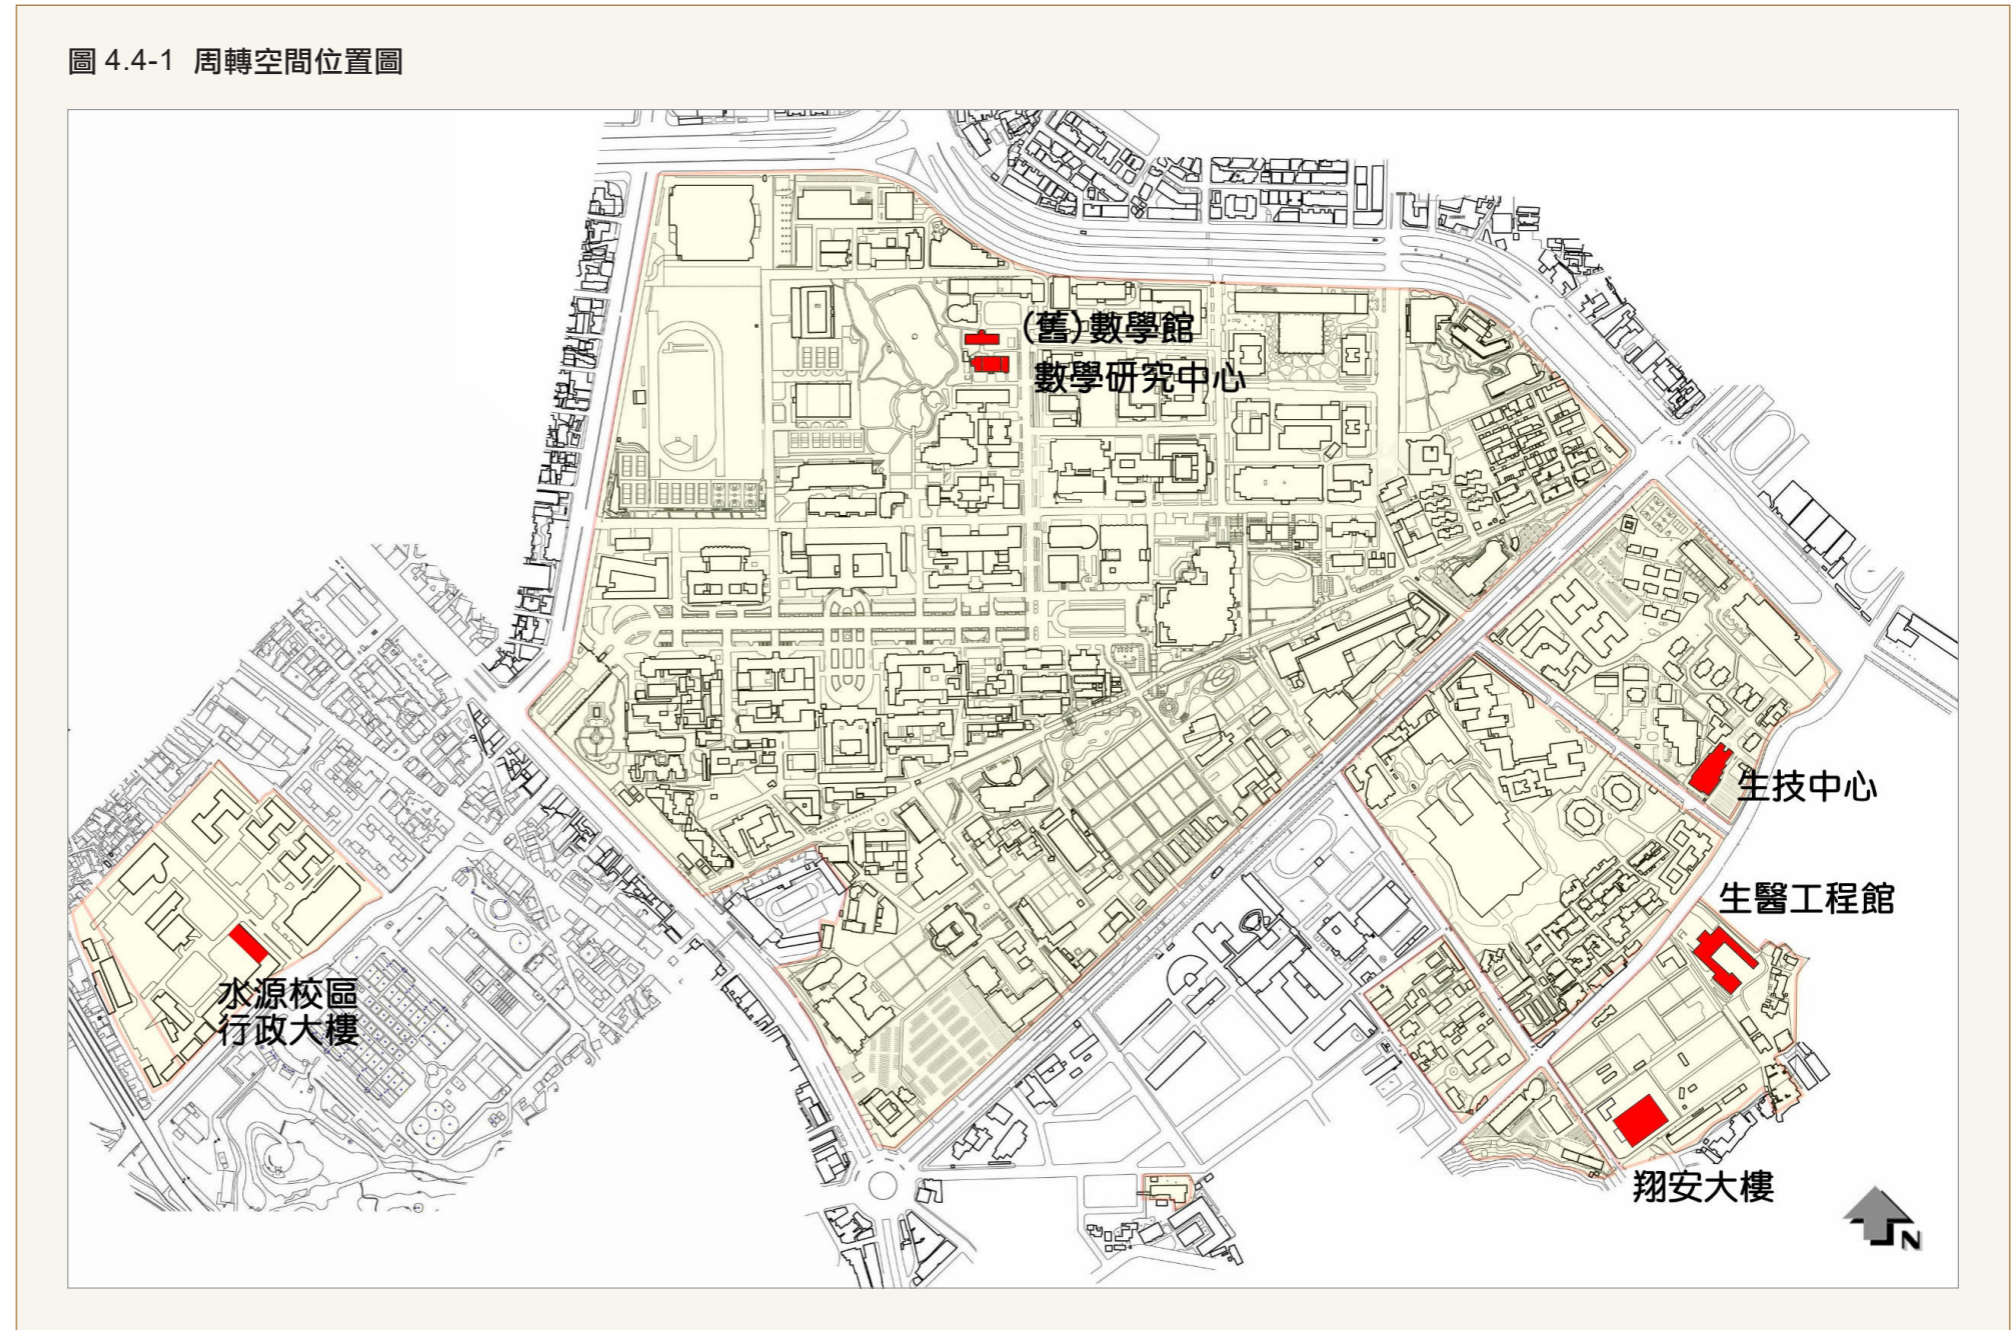 圖 4.4-1 周轉空間位置圖
(舊)數學館
數學研究中心
生技中心
生醫工程館
水源校區
行政大樓
翔安大樓
N